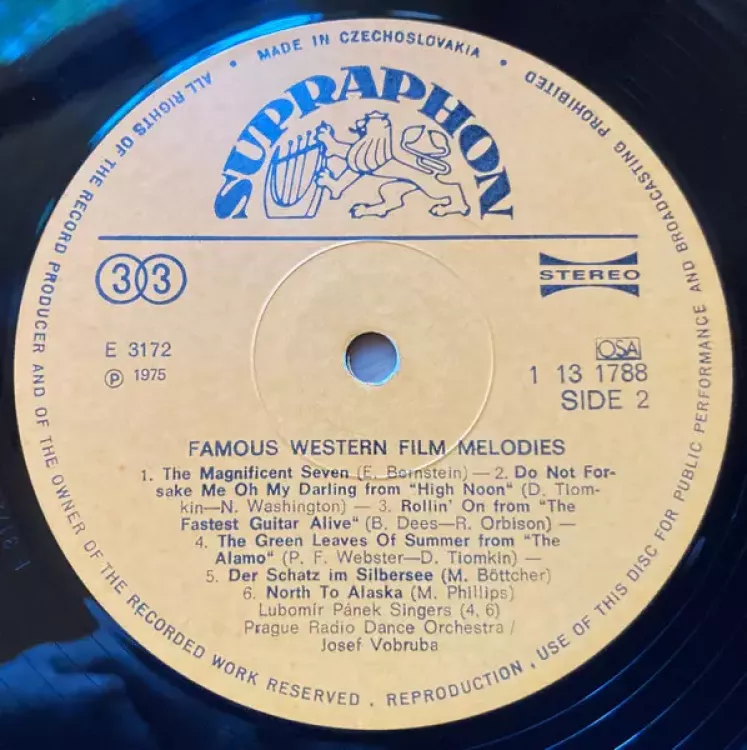 ALL RIGHTS OF THE RECORD PRODUCER AND OF THE OWNER OF THE RECORDED WORK RESERVED . REPRODUCTION , USE OF THIS DISC FOR PUBLIC PERFORMANCE AND BROADCASTING PROHIBITED
• MADE IN CZECHOSLOVAKIA •
SUPRAPHON
33
STEREO
E 3172
OSA
℗ 1975
1 13 1788
SIDE 2
FAMOUS WESTERN FILM MELODIES
1. The Magnificent Seven (E. Bernstein) — 2. Do Not For-
sake Me Oh My Darling from "High Noon" (D. Tiom-
kin—N. Washington) — 3. Rollin' On from "The
Fastest Guitar Alive" (B. Dees—R. Orbison) —
4. The Green Leaves Of Summer from "The
Alamo" (P. F. Webster—D. Tiomkin) —
5. Der Schatz im Silbersee (M. Böttcher)
6. North To Alaska (M. Phillips)
Lubomír Pánek Singers (4, 6)
Prague Radio Dance Orchestra /
Josef Vobruba